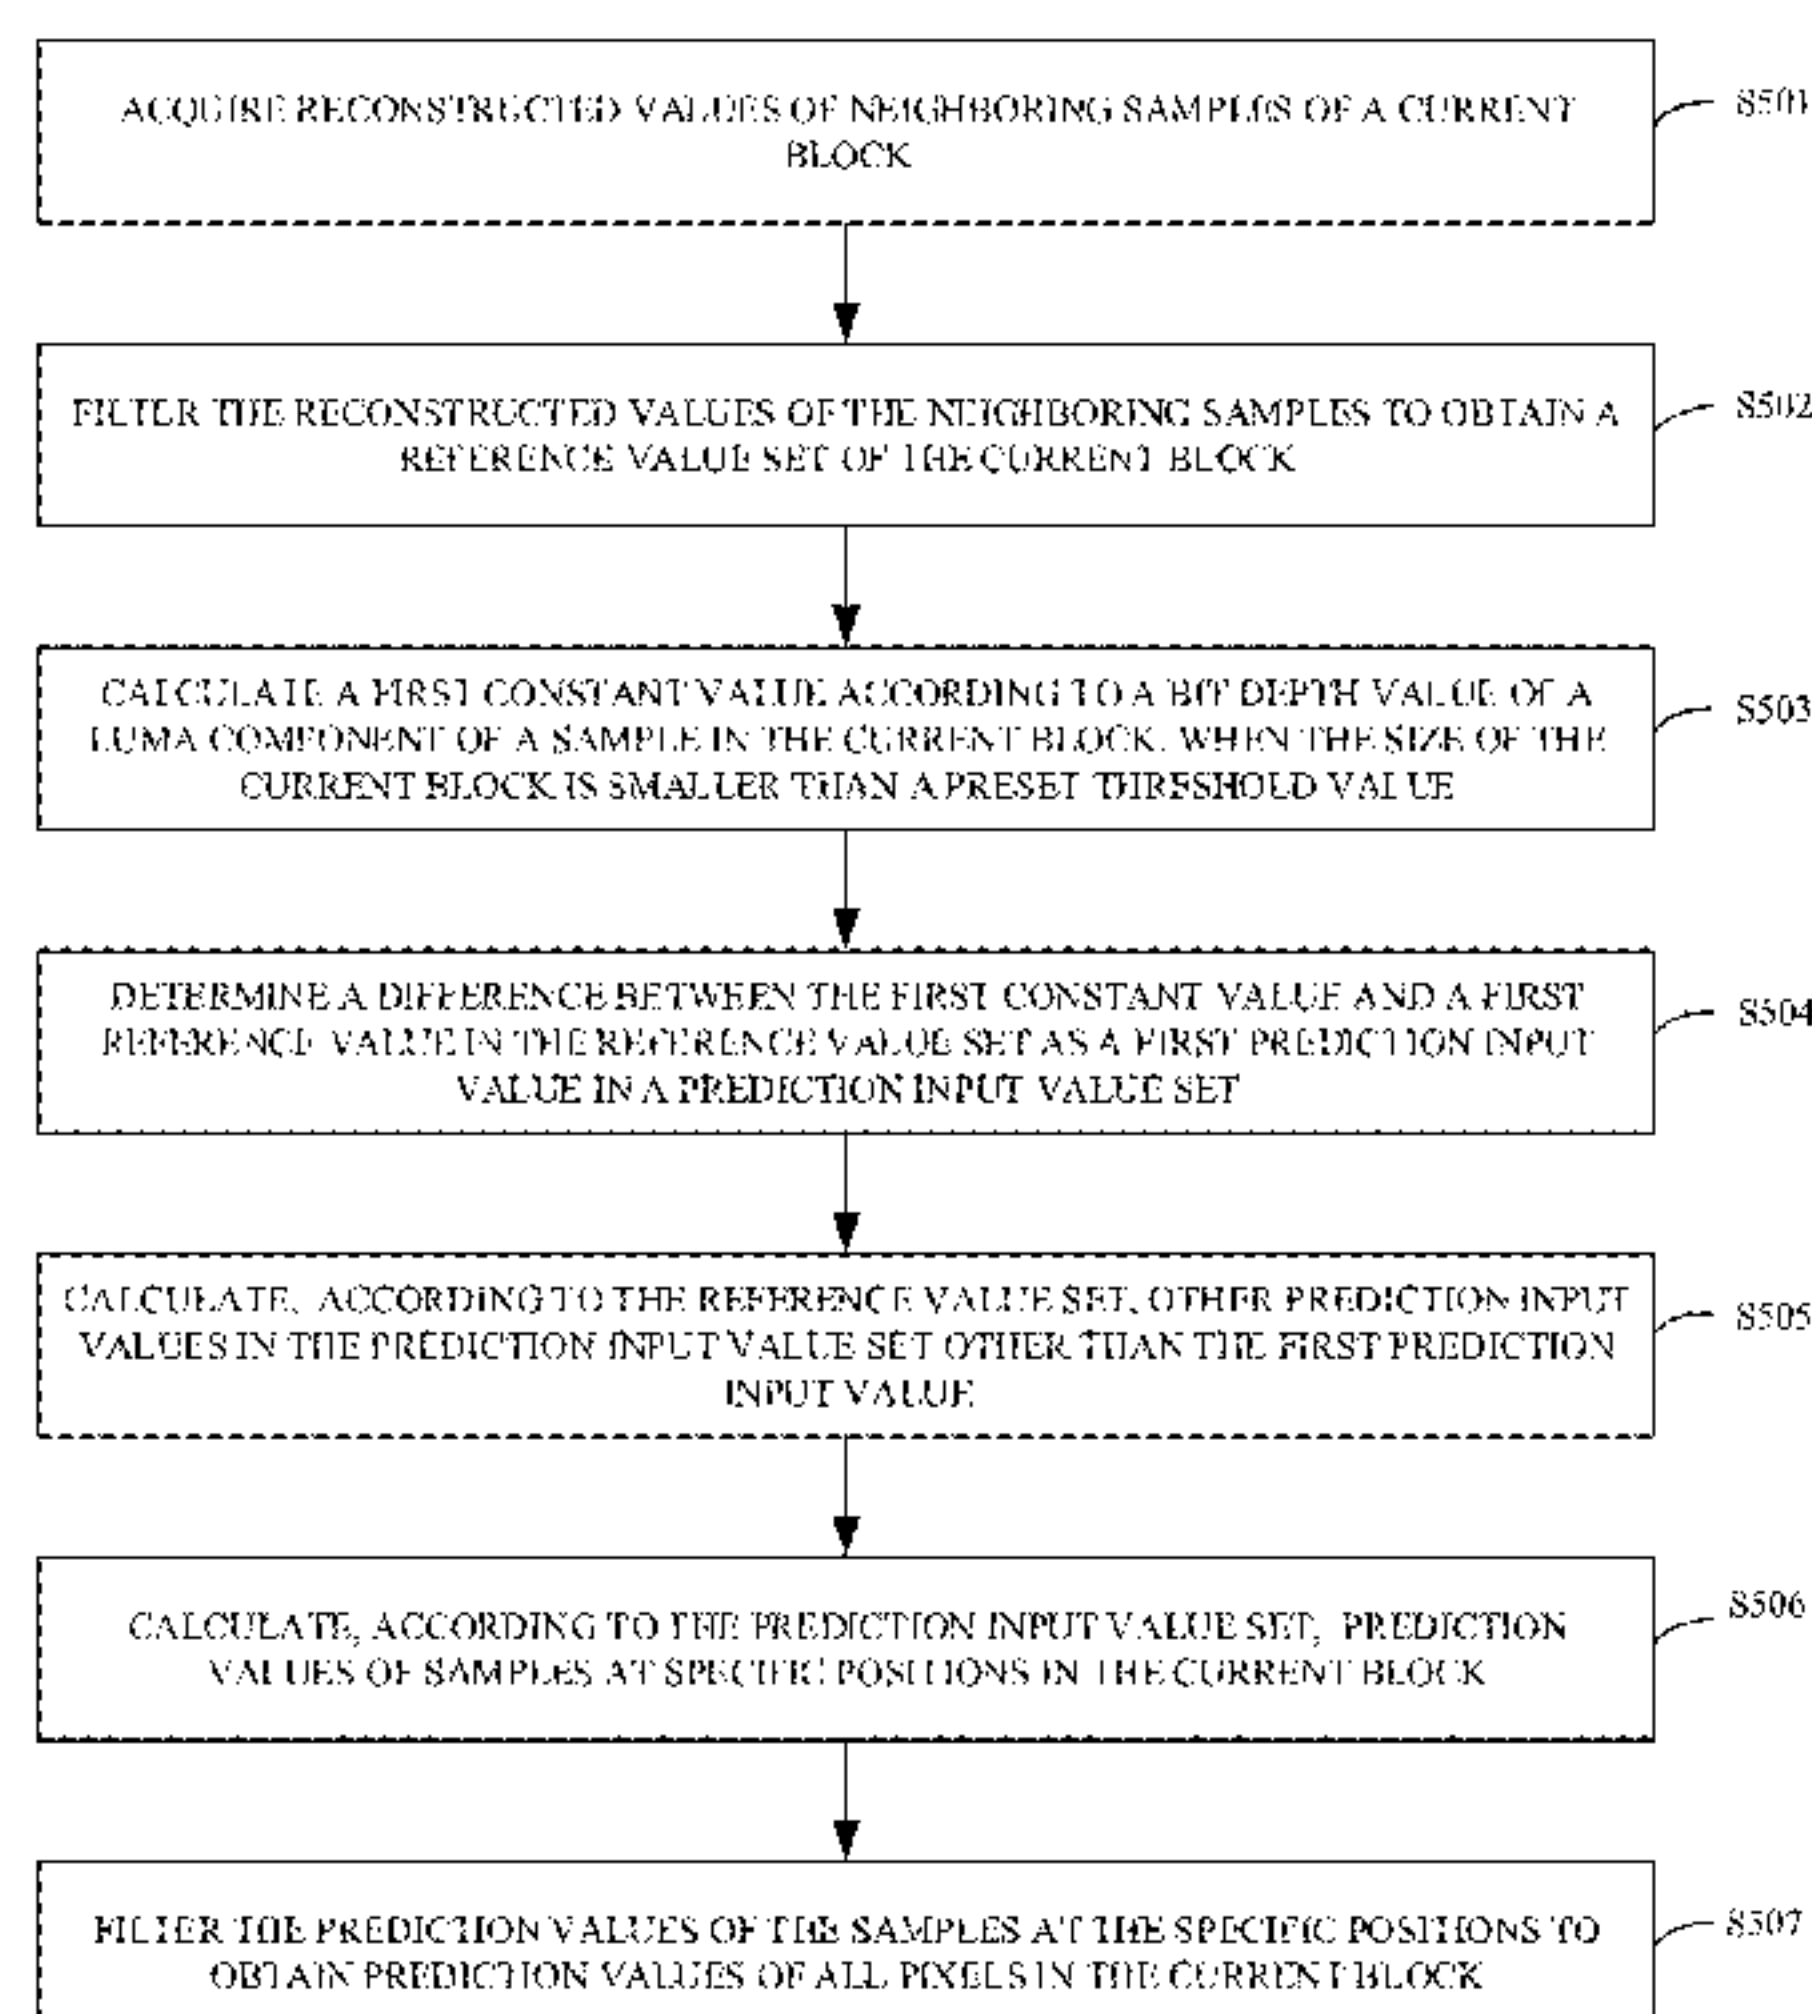 ACQUIRE RECONSTRUCTED VALUES OF NEIGHBORING SAMPLES OF A CURRENT
BLOCK
S501
FILTER THE RECONSTRUCTED VALUES OF THE NEIGHBORING SAMPLES TO OBTAIN A
REFERENCE VALUE SET OF THE CURRENT BLOCK
S502
CALCULATE A FIRST CONSTANT VALUE ACCORDING TO A BIT DEPTH VALUE OF A
LUMA COMPONENT OF A SAMPLE IN THE CURRENT BLOCK, WHEN THE SIZE OF THE
CURRENT BLOCK IS SMALLER THAN A PRESET THRESHOLD VALUE
S503
DETERMINE A DIFFERENCE BETWEEN THE FIRST CONSTANT VALUE AND A FIRST
REFERENCE VALUE IN THE REFERENCE VALUE SET AS A FIRST PREDICTION INPUT
VALUE IN A PREDICTION INPUT VALUE SET
S504
CALCULATE, ACCORDING TO THE REFERENCE VALUE SET, OTHER PREDICTION INPUT
VALUES IN THE PREDICTION INPUT VALUE SET OTHER THAN THE FIRST PREDICTION
INPUT VALUE
S505
CALCULATE, ACCORDING TO THE PREDICTION INPUT VALUE SET, PREDICTION
VALUES OF SAMPLES AT SPECIFIC POSITIONS IN THE CURRENT BLOCK
S506
FILTER THE PREDICTION VALUES OF THE SAMPLES AT THE SPECIFIC POSITIONS TO
OBTAIN PREDICTION VALUES OF ALL PIXELS IN THE CURRENT BLOCK
S507